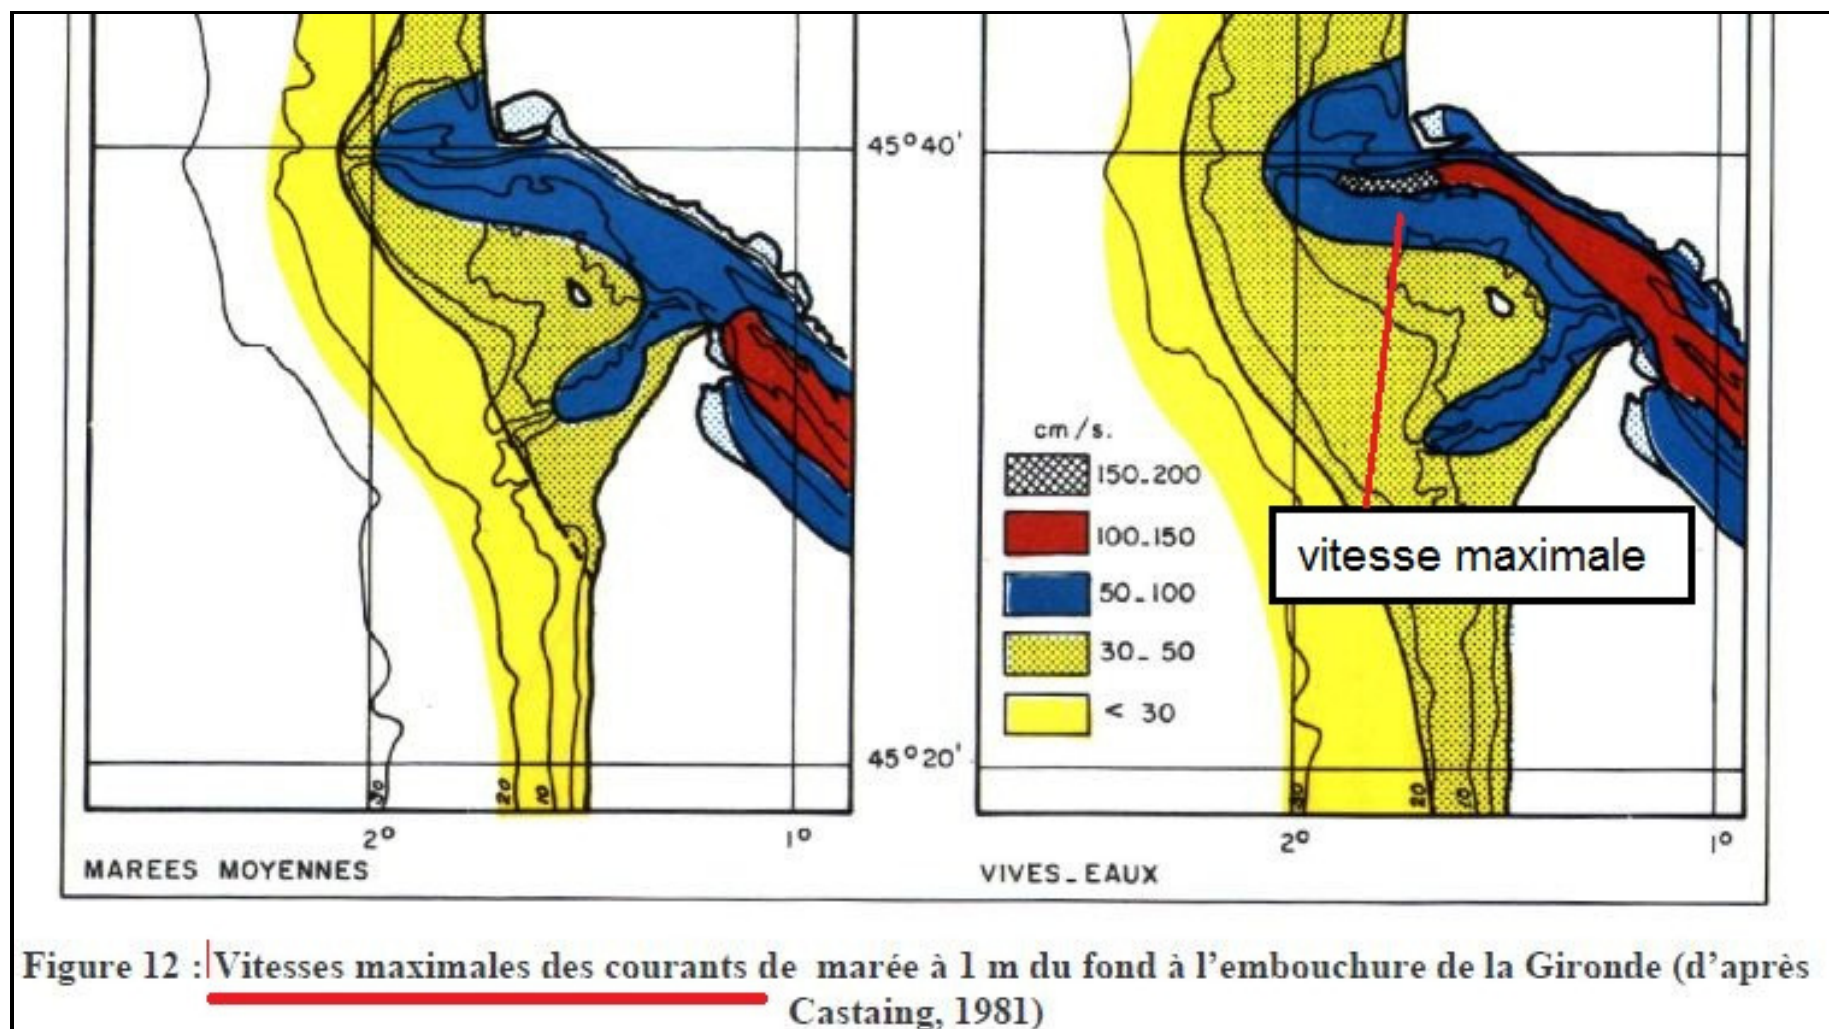 45°40'
cm/s.
150_200
100_150
50_100
30_50
< 30
vitesse maximale
45°20'
30
20
10
30
20
10
2°
1°
2°
1°
MAREES MOYENNES
VIVES_EAUX
Figure 12 : Vitesses maximales des courants de marée à 1 m du fond à l'embouchure de la Gironde (d'après
Castaing, 1981)